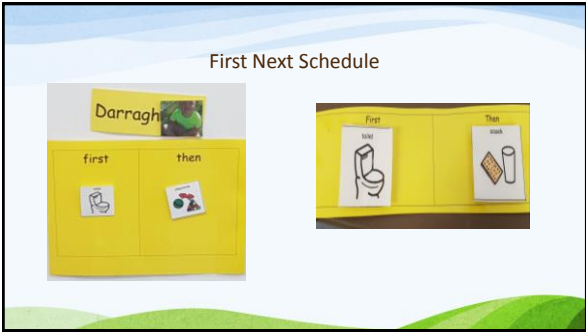 First Next Schedule
Darragh
first then
First Then
toilet
snack